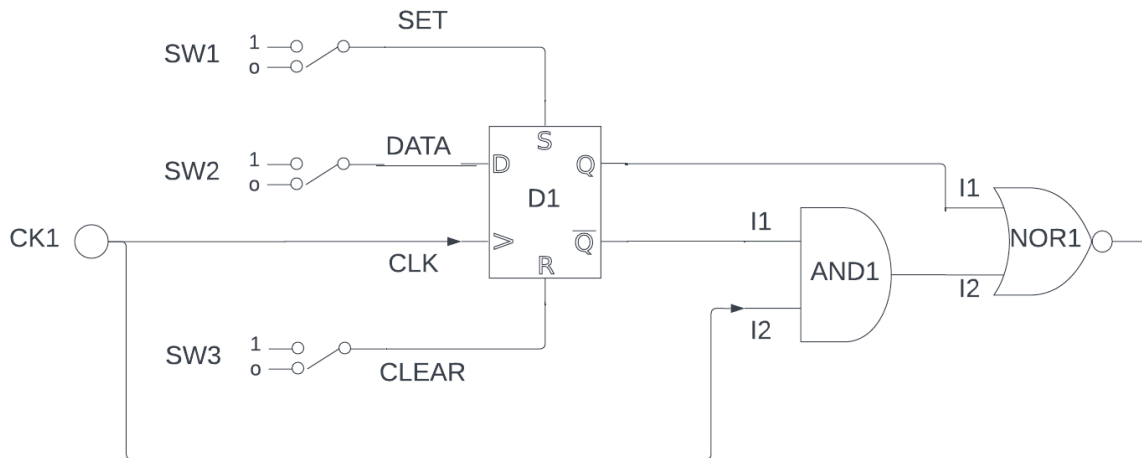 SET
SW1
1
o
SW2
1
o
DATA
D
S
Q
D1
CK1
>
Q̅
R
CLK
I1
I2
AND1
I1
I2
NOR1
SW3
1
o
CLEAR